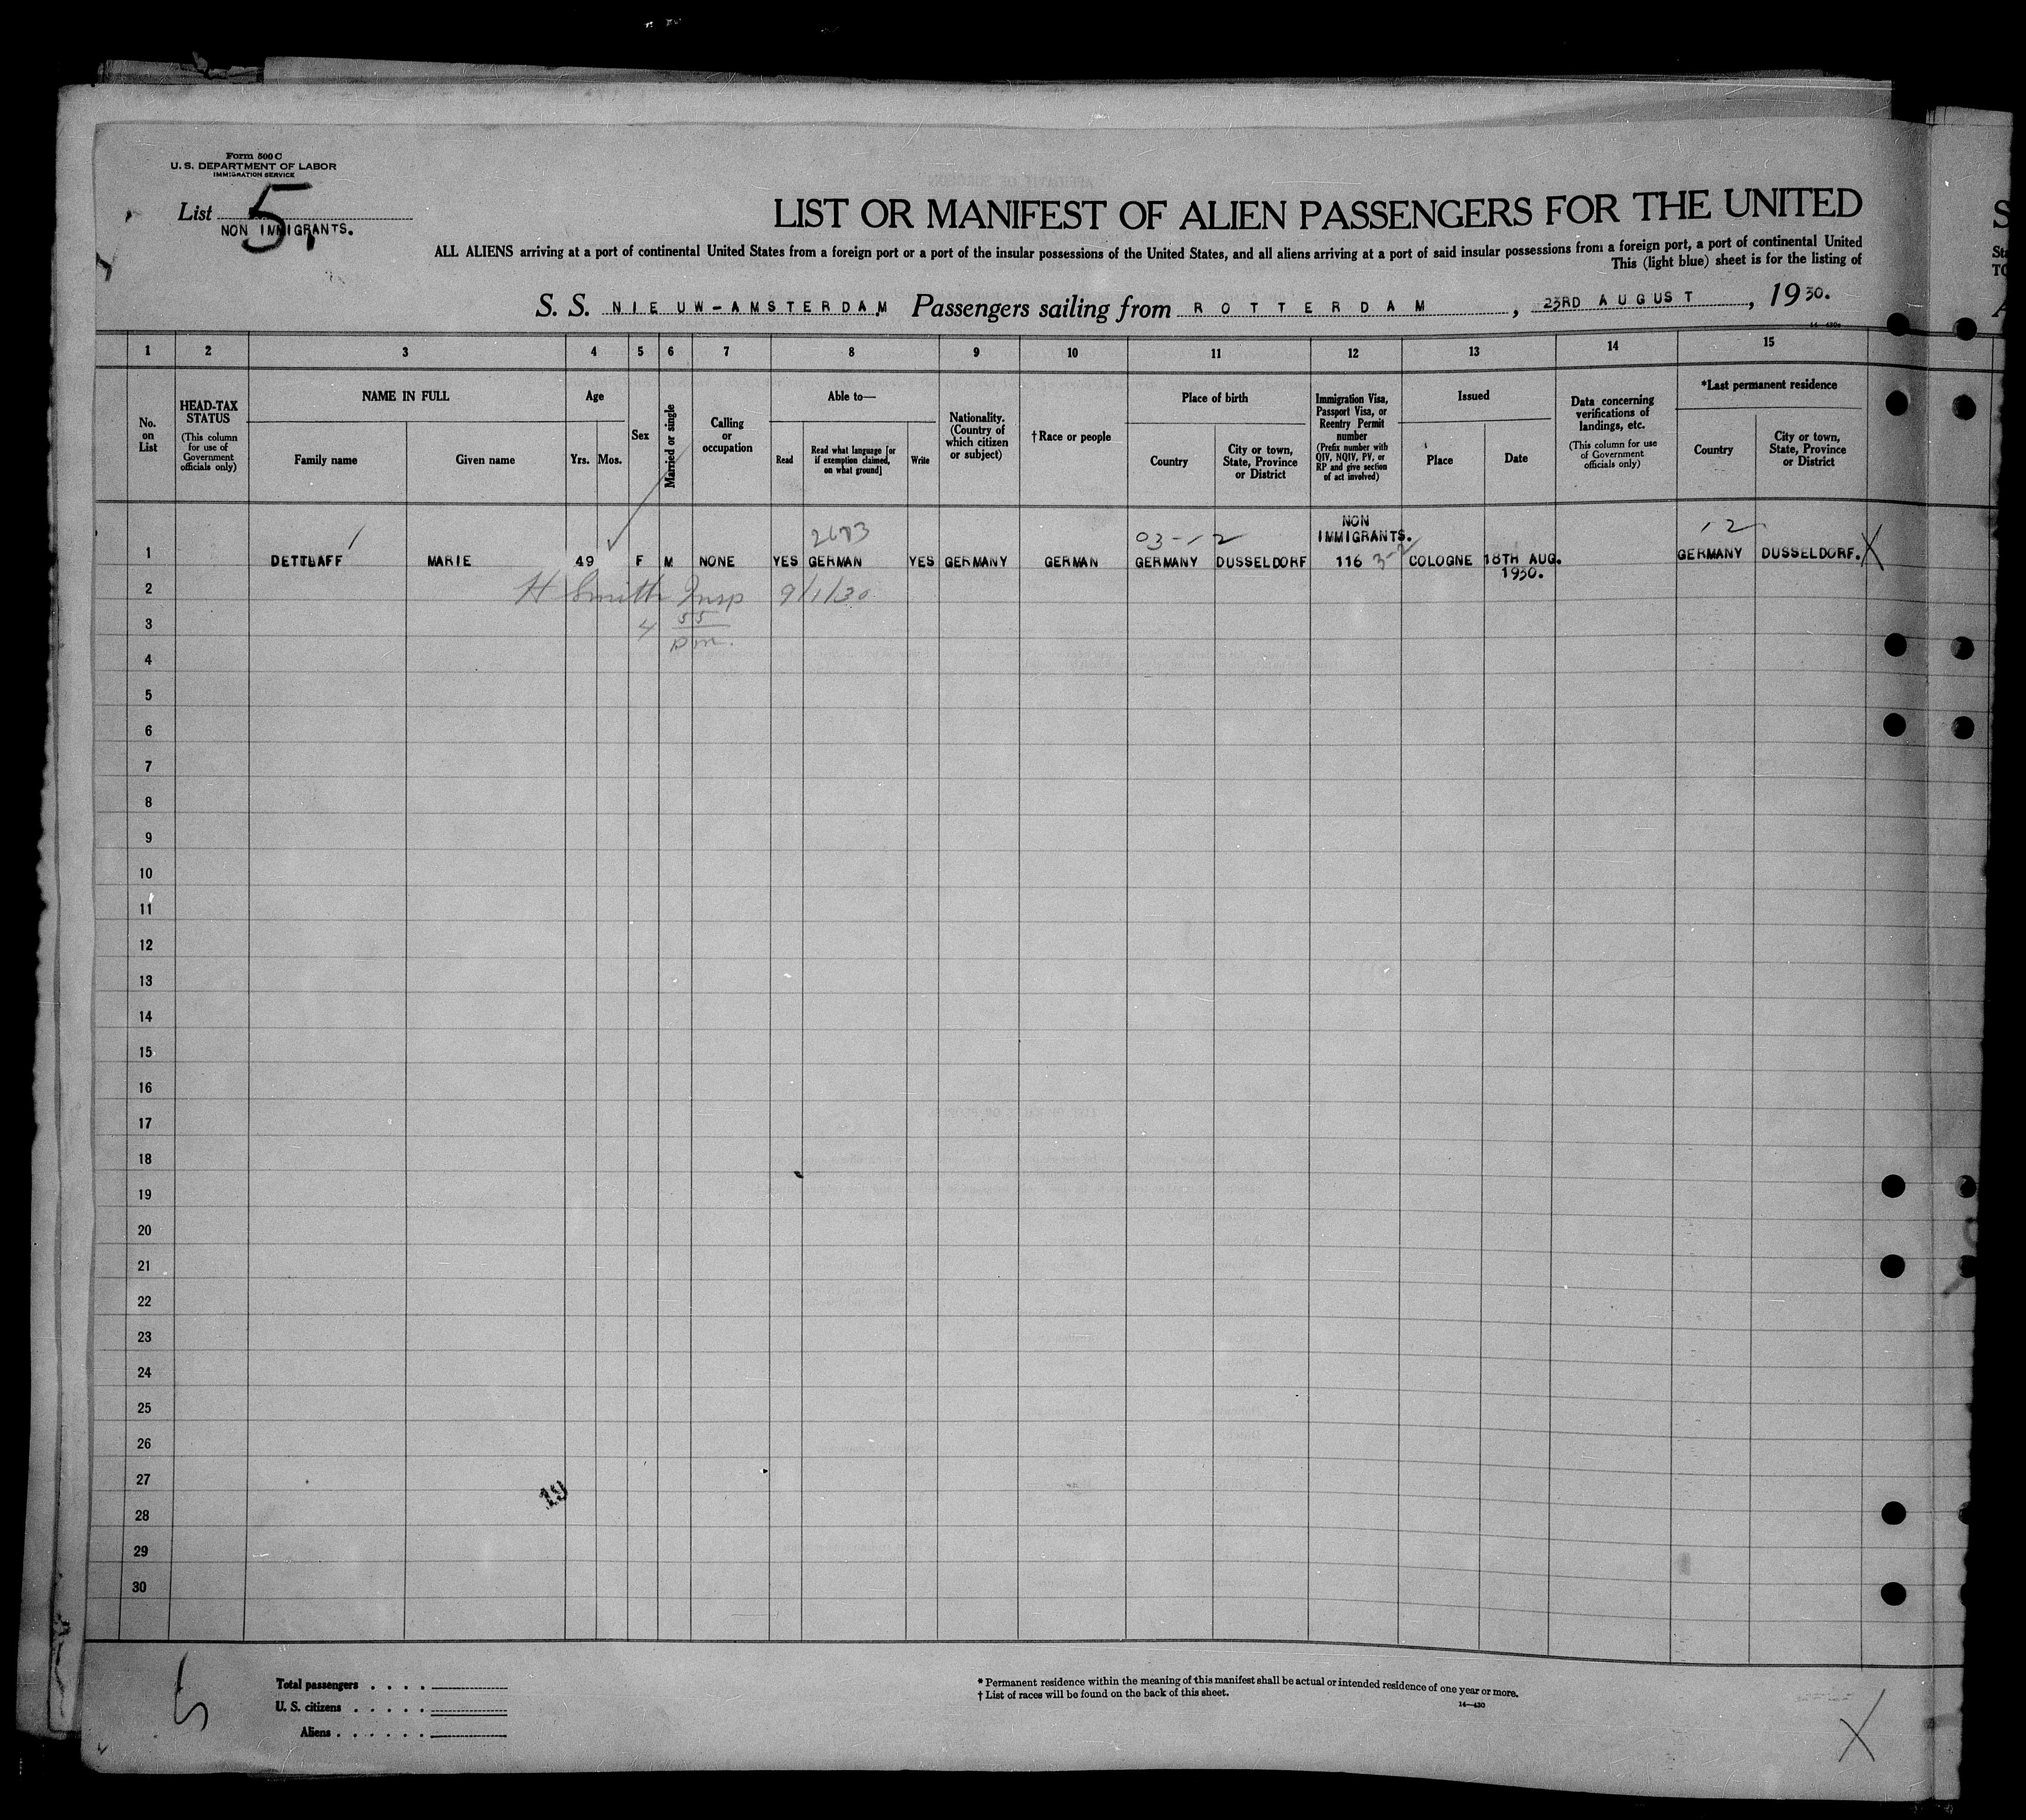 Form 500 C
U. S. DEPARTMENT OF LABOR
IMMIGRATION SERVICE
List 5
NON IMMIGRANTS.
LIST OR MANIFEST OF ALIEN PASSENGERS FOR THE UNITED
ALL ALIENS arriving at a port of continental United States from a foreign port or a port of the insular possessions of the United States, and all aliens arriving at a port of said insular possessions from a foreign port, a port of continental United
This (light blue) sheet is for the listing of
S. S. NIEUW-AMSTERDAM Passengers sailing from ROTTERDAM, 23RD AUGUST, 1930.
1 2 3 4 5 6 7 8 9 10 11 12 13 14 15
No. on List
HEAD-TAX STATUS (This column for use of Government officials only)
NAME IN FULL
Family name
Given name
Age
Yrs. Mos.
Sex
Married or single
Calling or occupation
Able to—
Read
Read what language [or if exemption claimed, on what ground]
Write
Nationality. (Country of which citizen or subject)
†Race or people
Place of birth
Country
City or town, State, Province or District
Immigration Visa, Passport Visa, or Reentry Permit number (Prefix number with QIV, NQIV, PV, or RP and give section of act involved)
Issued
Place
Date
Data concerning verifications of landings, etc. (This column for use of Government officials only)
*Last permanent residence
Country
City or town, State, Province or District
03-12
NON IMMIGRANTS.
12
1 DETTLAFF MARIE 49 F M NONE YES GERMAN YES GERMANY GERMAN GERMANY DUSSELDORF 116 COLOGNE 18TH AUG. 1930. GERMANY DUSSELDORF. X
2 H Smith Insp 9/1/30
3 4 55 pm.
4
5
6
7
8
9
10
11
12
13
14
15
16
17
18
19
20
21
22
23
24
25
26
27
19
28
29
30
5
Total passengers . . . .
U. S. citizens . . . . .
Aliens . . . . . .
* Permanent residence within the meaning of this manifest shall be actual or intended residence of one year or more.
† List of races will be found on the back of this sheet.
14—430
X